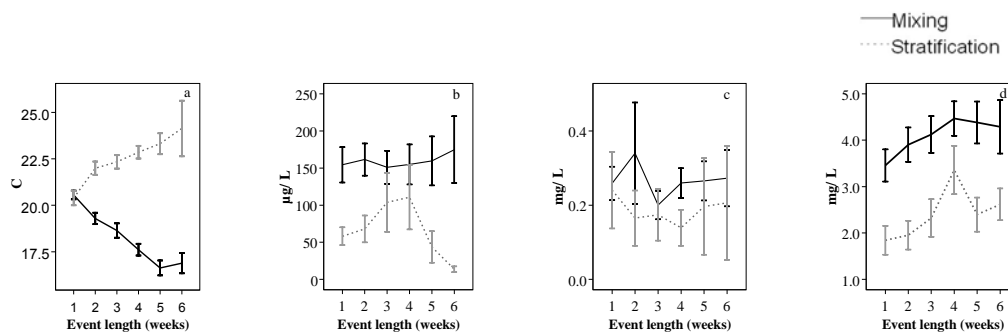 Mixing
Stratification
a
25.0
22.5
20.0
17.5
C
1 2 3 4 5 6
Event length (weeks)
b
250
200
150
100
50
0
µg/ L
1 2 3 4 5 6
Event length (weeks)
c
0.4
0.2
0.0
mg/ L
1 2 3 4 5 6
Event length (weeks)
d
5.0
4.0
3.0
2.0
1.0
mg/ L
1 2 3 4 5 6
Event length (weeks)